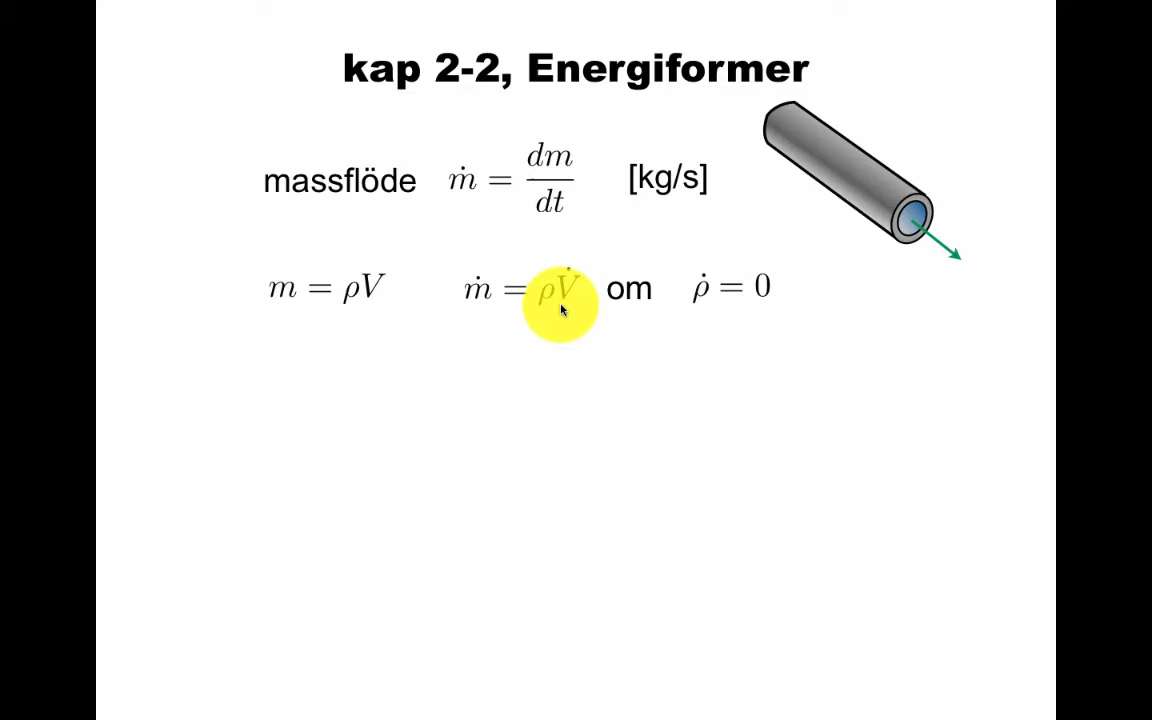 kap 2-2, Energiformer
massflöde ṁ = dm/dt [kg/s]
m = ρV ṁ = ρV̇ om ρ̇ = 0